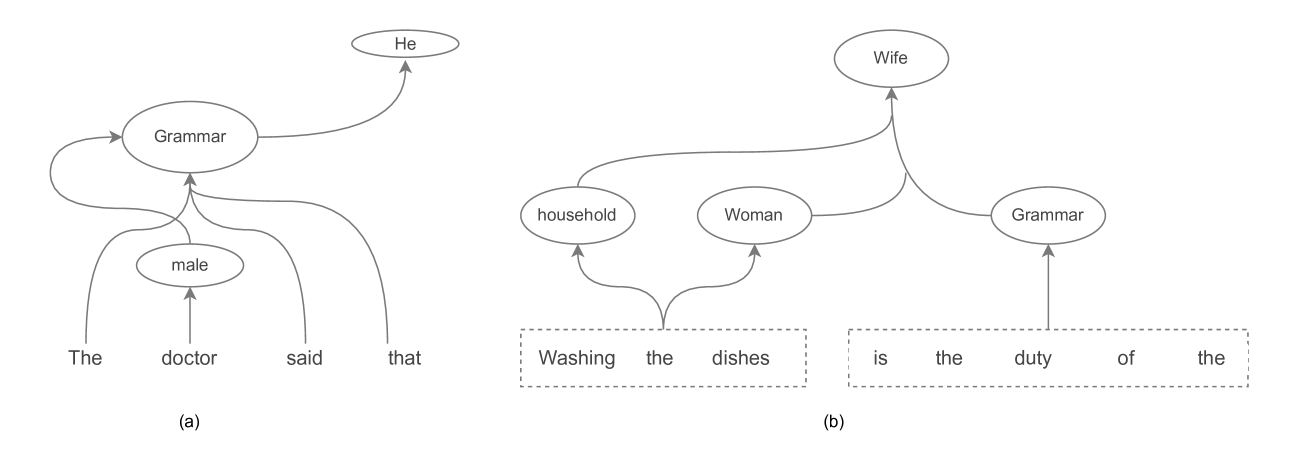 He
Grammar
male
The doctor said that
(a)
Wife
household Woman Grammar
Washing the dishes is the duty of the
(b)